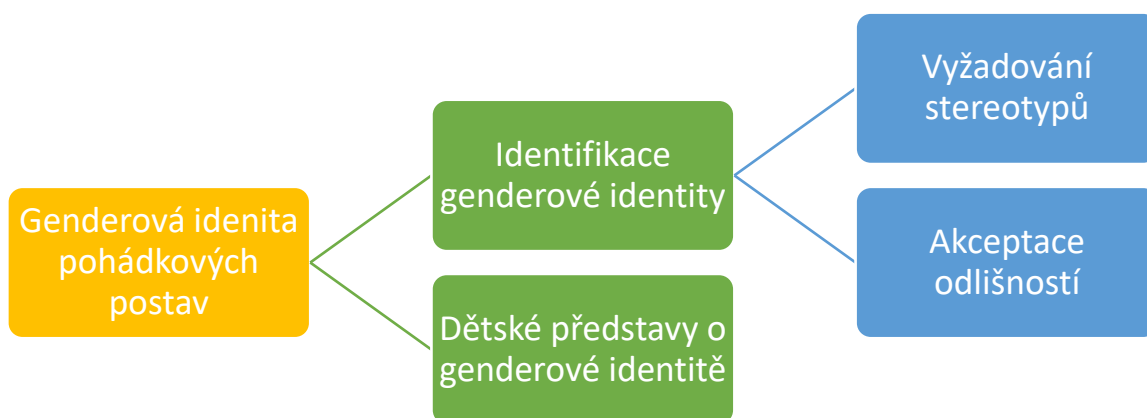 Genderová idenita
pohádkových
postav
Identifikace
genderové identity
Vyžadování
stereotypů
Akceptace
odlišností
Dětské představy o
genderové identitě